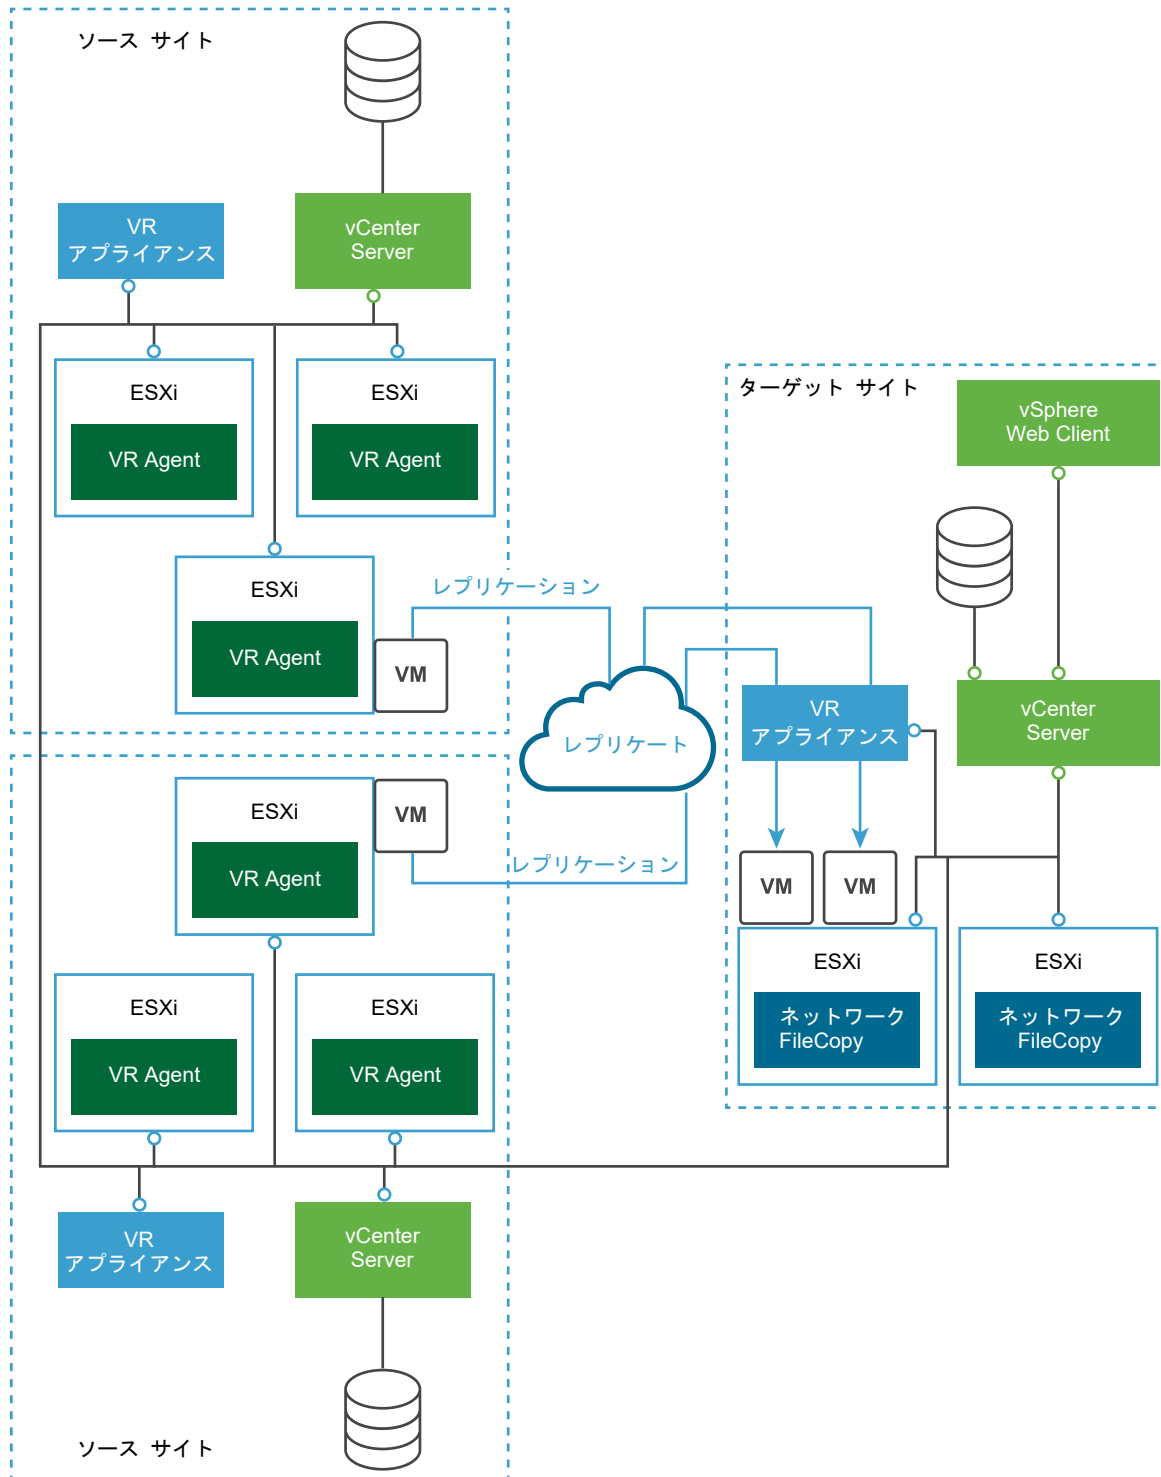 ソース サイト
VR
アプライアンス
vCenter
Server
ESXi
VR Agent
ESXi
VR Agent
ESXi
VR Agent
VM
レプリケーション
レプリケート
ターゲット サイト
vSphere
Web Client
VR
アプライアンス
vCenter
Server
VM
VM
ESXi
ネットワーク
FileCopy
ESXi
ネットワーク
FileCopy
ESXi
VR Agent
VM
レプリケーション
ESXi
VR Agent
ESXi
VR Agent
VR
アプライアンス
vCenter
Server
ソース サイト